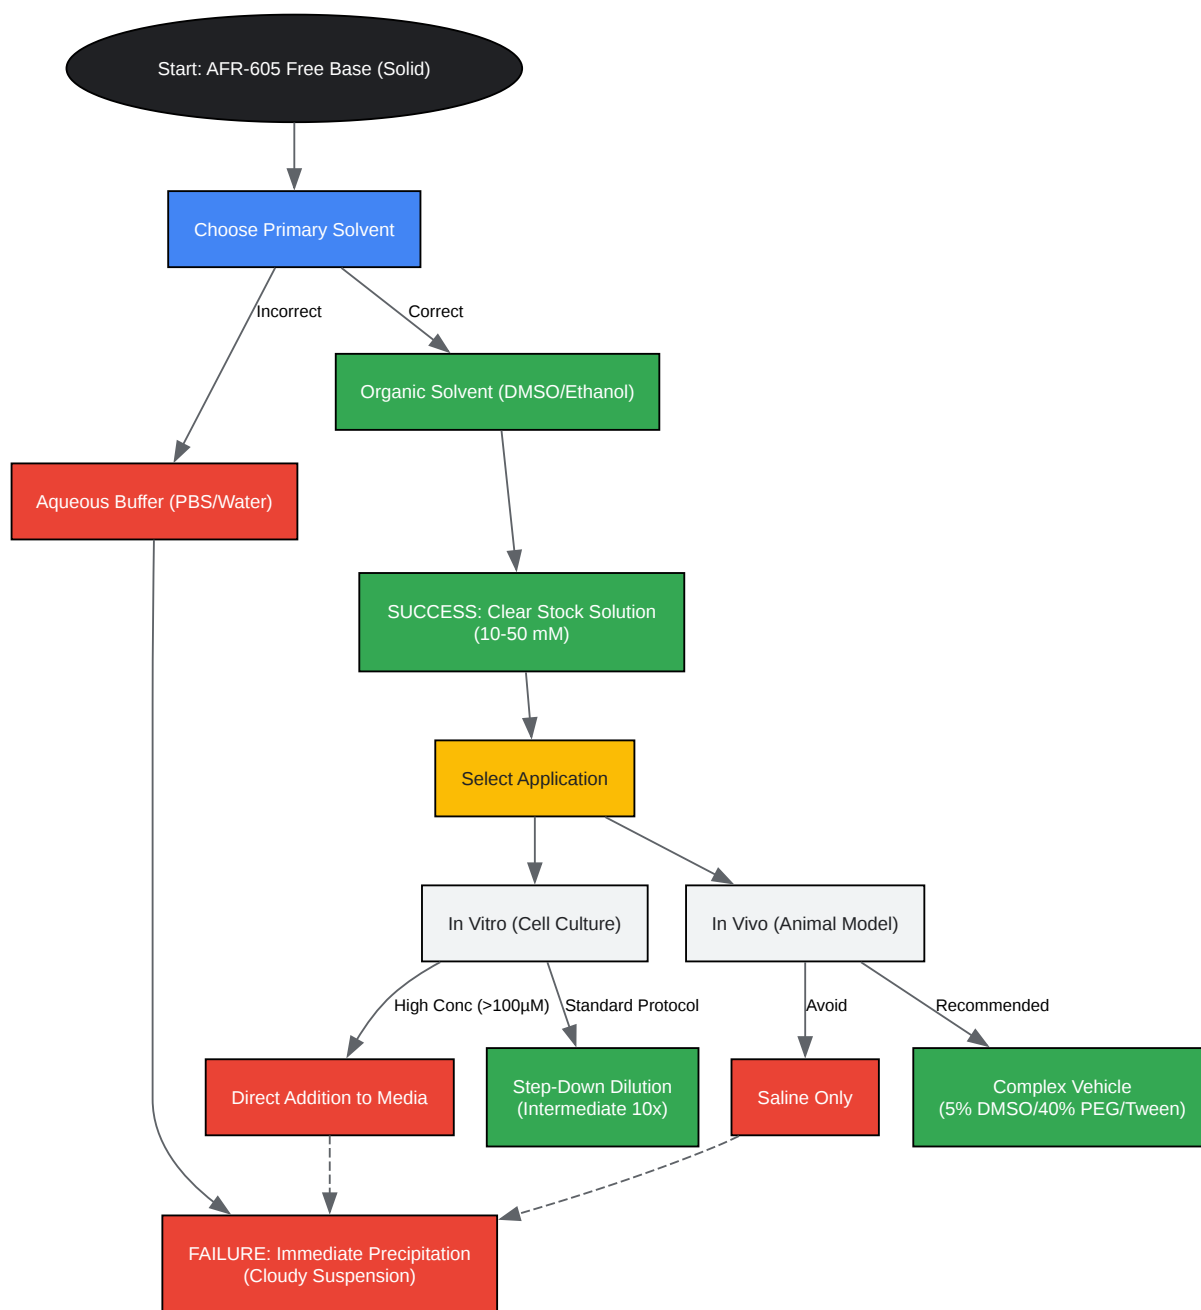 Start: AFR-605 Free Base (Solid)
Choose Primary Solvent
Incorrect
Correct
Organic Solvent (DMSO/Ethanol)
Aqueous Buffer (PBS/Water)
SUCCESS: Clear Stock Solution
(10-50 mM)
Select Application
In Vitro (Cell Culture)
In Vivo (Animal Model)
High Conc (>100µM)
Standard Protocol
Avoid
Recommended
Direct Addition to Media
Step-Down Dilution
(Intermediate 10x)
Saline Only
Complex Vehicle
(5% DMSO/40% PEG/Tween)
FAILURE: Immediate Precipitation
(Cloudy Suspension)